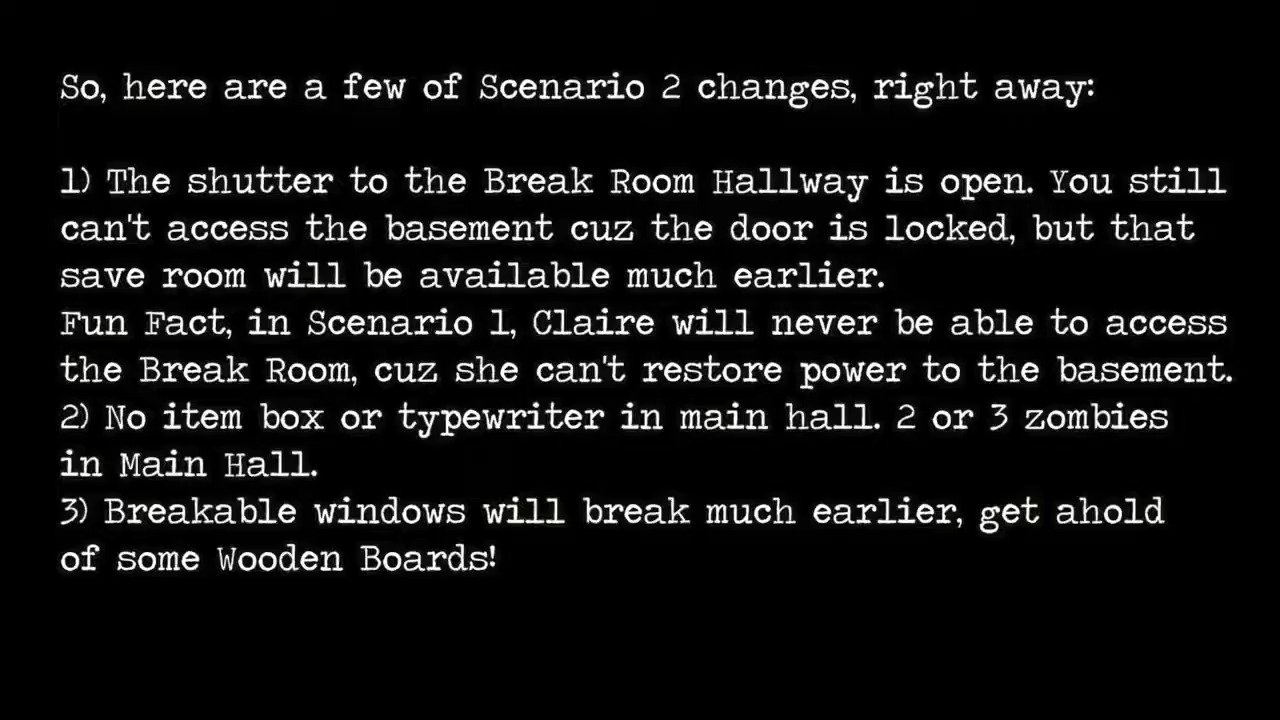 So, here are a few of Scenario 2 changes, right away:
1) The shutter to the Break Room Hallway is open. You still
can't access the basement cuz the door is locked, but that
save room will be available much earlier.
Fun Fact, in Scenario 1, Claire will never be able to access
the Break Room, cuz she can't restore power to the basement.
2) No item box or typewriter in main hall. 2 or 3 zombies
in Main Hall.
3) Breakable windows will break much earlier, get ahold
of some Wooden Boards!